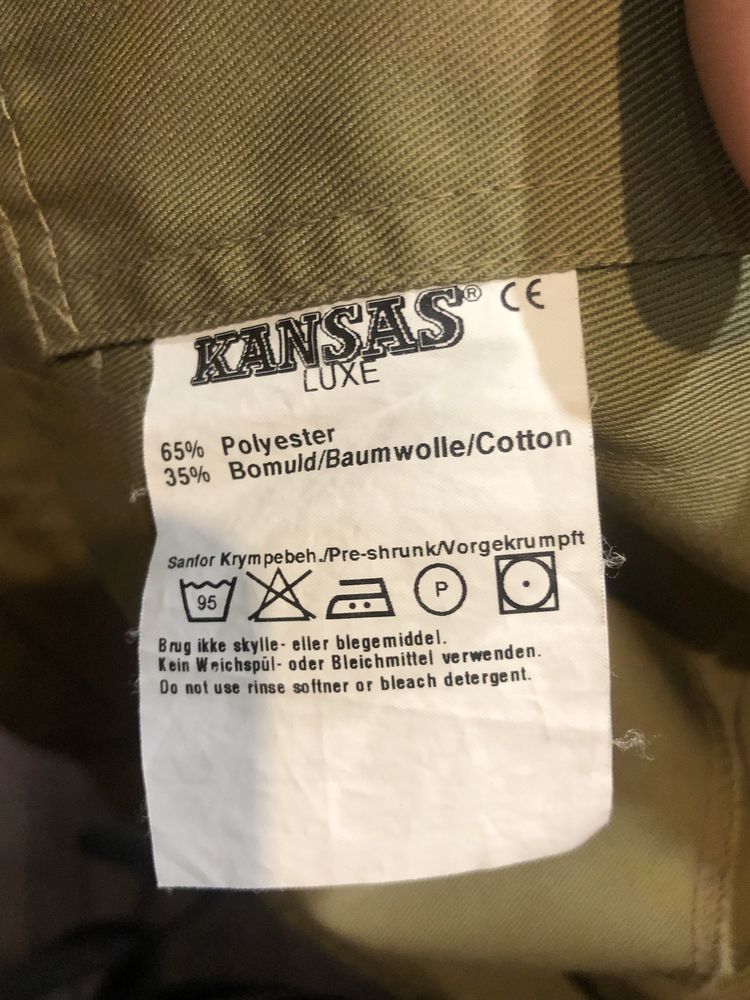 KANSAS® CE
LUXE
65% Polyester
35% Bomuld/Baumwolle/Cotton
Sanfor Krympebeh./Pre-shrunk/Vorgekrumpft
95 P
Brug ikke skylle- eller blegemiddel.
Kein Weichspül- oder Bleichmittel verwenden.
Do not use rinse softner or bleach detergent.